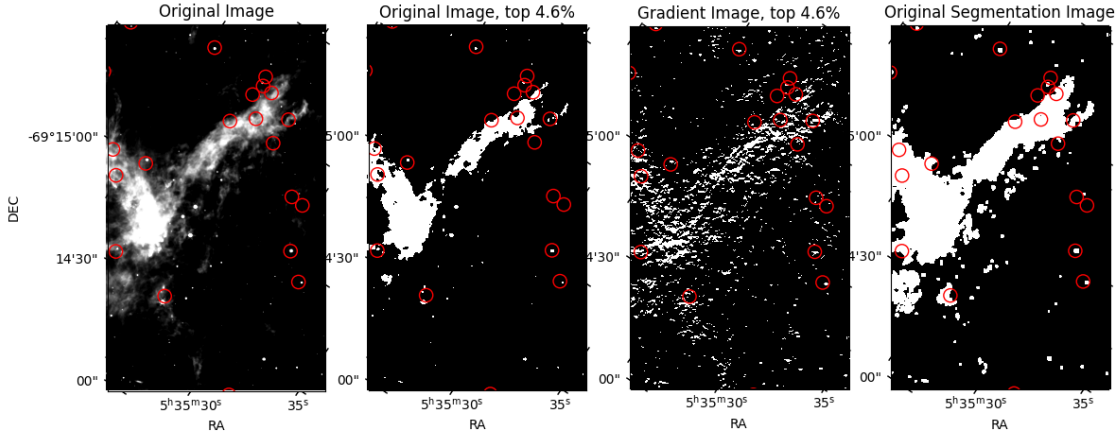 Original Image
Original Image, top 4.6%
Gradient Image, top 4.6%
Original Segmentation Image
-69°15'00"
5'00"
5'00"
5'00"
DEC
14'30"
4'30"
4'30"
4'30"
00"
00"
00"
00"
5ʰ35ᵐ30ˢ
35ˢ
5ʰ35ᵐ30ˢ
35ˢ
5ʰ35ᵐ30ˢ
35ˢ
5ʰ35ᵐ30ˢ
35ˢ
RA
RA
RA
RA